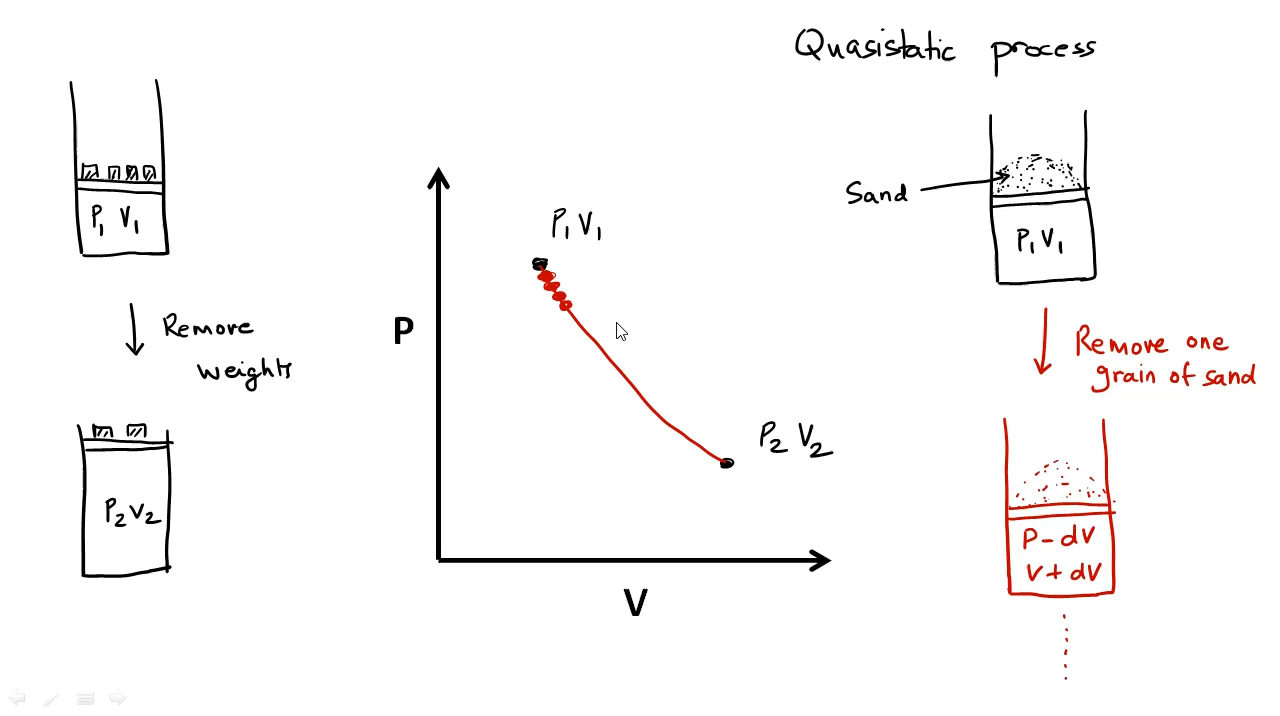 Quasistatic process
P₁ V₁
Remove
weights
P₂ V₂
P
V
P₁ V₁
P₂ V₂
Sand
P₁ V₁
Remove one
grain of sand
P - dV
V + dV